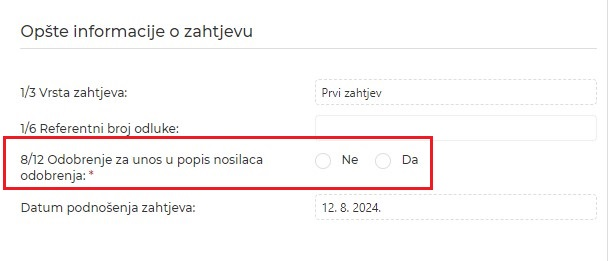 Opšte informacije o zahtjevu
1/3 Vrsta zahtjeva: Prvi zahtjev
1/6 Referentni broj odluke:
8/12 Odobrenje za unos u popis nosilaca Ne Da
odobrenja: *
Datum podnošenja zahtjeva: 12. 8. 2024.